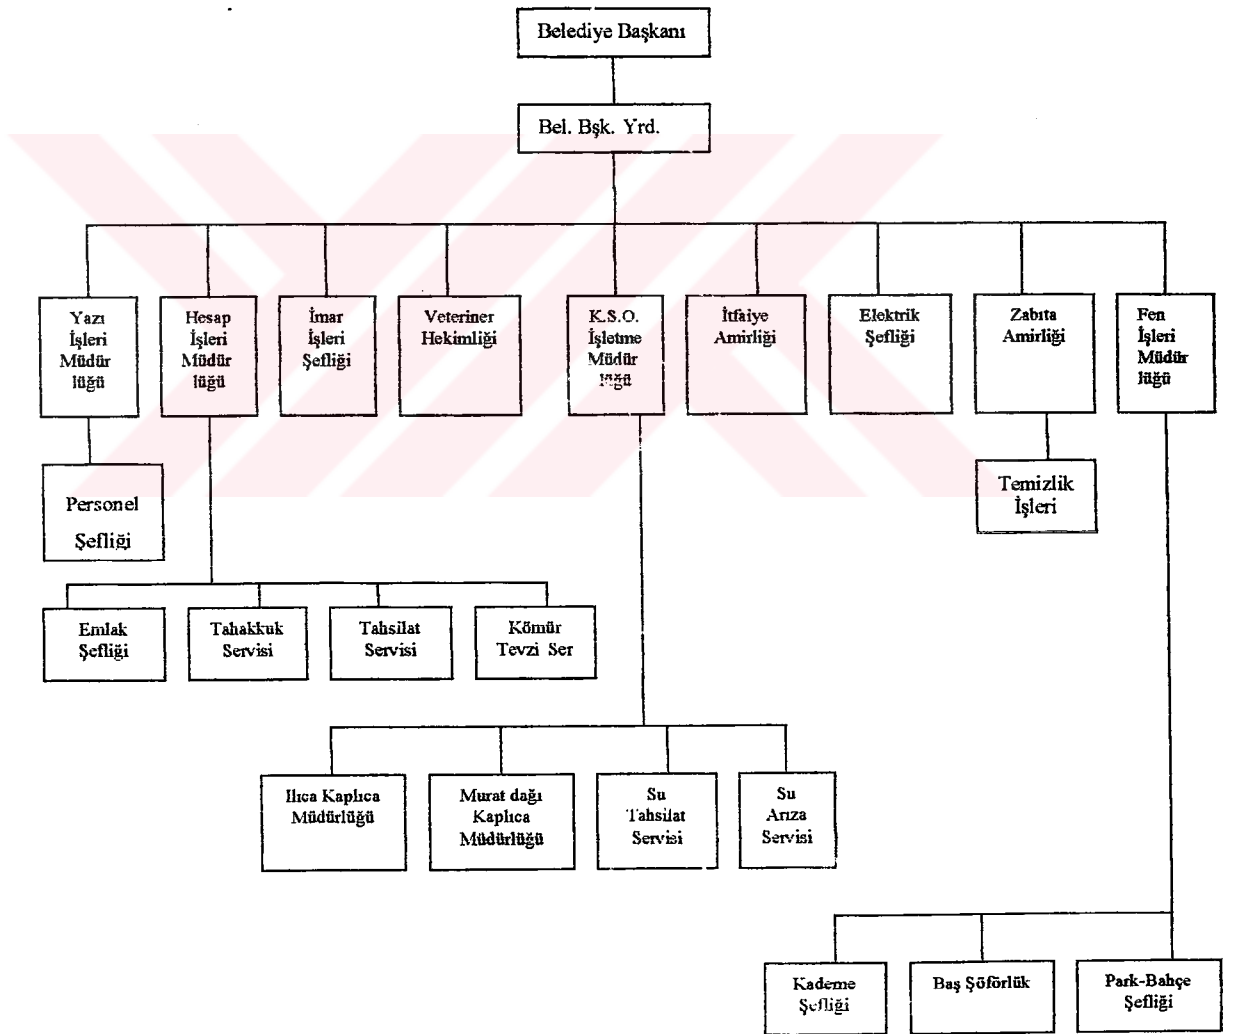 Belediye Başkanı
Bel. Bşk. Yrd.
Yazı
İşleri
Müdür
lüğü
Hesap
İşleri
Müdür
lüğü
İmar
İşleri
Şefliği
Veteriner
Hekimliği
K.S.O.
İşletme
Müdür
lüğü
İtfaiye
Amirliği
Elektrik
Şefliği
Zabıta
Amirliği
Fen
İşleri
Müdür
lüğü
Personel
Şefliği
Temizlik
İşleri
Emlak
Şefliği
Tahakkuk
Servisi
Tahsilat
Servisi
Kömür
Tevzi Ser
Ilıca Kaplıca
Müdürlüğü
Murat dağı
Kaplıca
Müdürlüğü
Su
Tahsilat
Servisi
Su
Arıza
Servisi
Kademe
Şefliği
Baş Şöförlük
Park-Bahçe
Şefliği